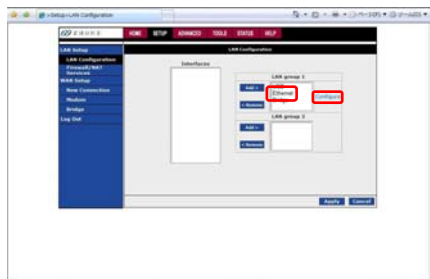 Setup>LAN Configuration
HOME SETUP ADVANCED TOOLS STATUS HELP
LAN Setup
LAN Configuration
LAN Configuration
Firewall/NAT
Services
Interfaces
LAN group 1
WAN Setup
New Connection
Add >
Ethernet
Configure
Modem
< Remove
Bridge
LAN group 2
Log Out
Add >
< Remove
Apply Cancel